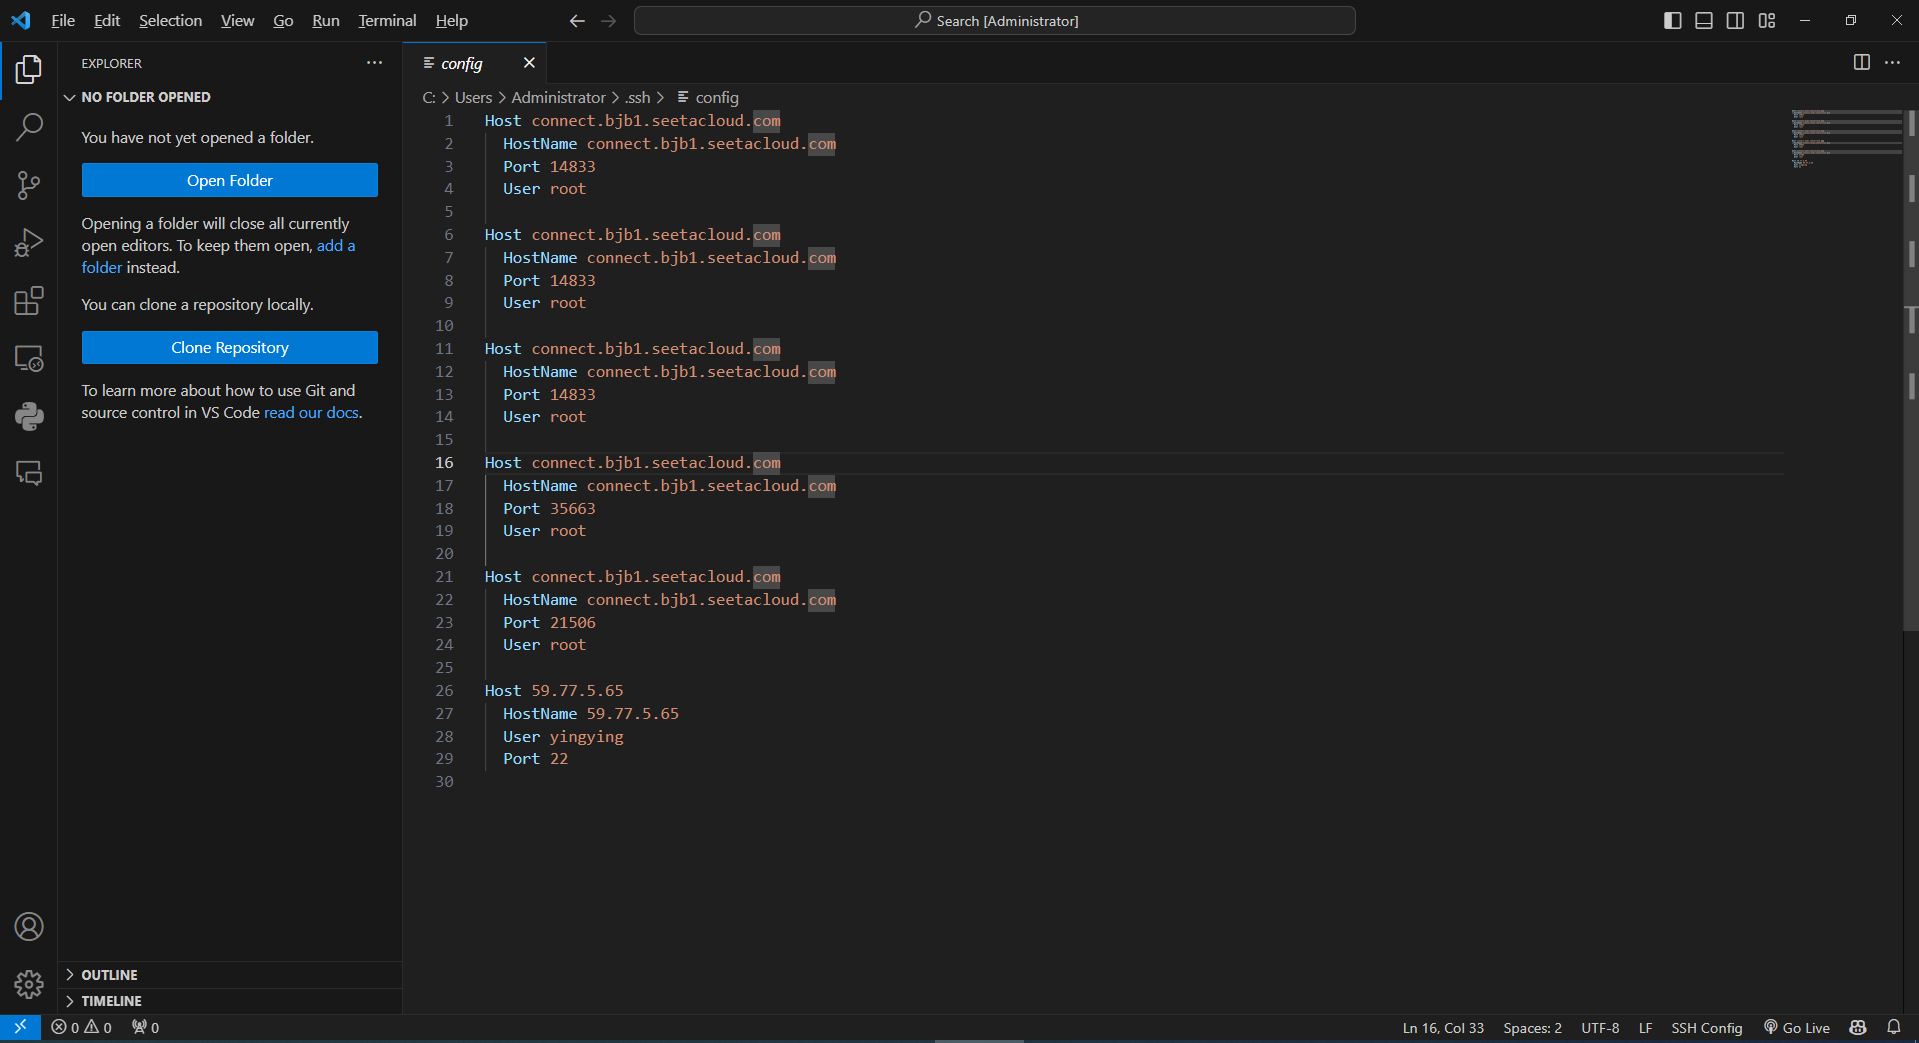 File Edit Selection View Go Run Terminal Help
Search [Administrator]
EXPLORER
NO FOLDER OPENED
You have not yet opened a folder.
Open Folder
Opening a folder will close all currently
open editors. To keep them open, add a
folder instead.
You can clone a repository locally.
Clone Repository
To learn more about how to use Git and
source control in VS Code read our docs.
OUTLINE
TIMELINE
config
C: > Users > Administrator > .ssh > config
1 Host connect.bjb1.seetacloud.com
2 HostName connect.bjb1.seetacloud.com
3 Port 14833
4 User root
5
6 Host connect.bjb1.seetacloud.com
7 HostName connect.bjb1.seetacloud.com
8 Port 14833
9 User root
10
11 Host connect.bjb1.seetacloud.com
12 HostName connect.bjb1.seetacloud.com
13 Port 14833
14 User root
15
16 Host connect.bjb1.seetacloud.com
17 HostName connect.bjb1.seetacloud.com
18 Port 35663
19 User root
20
21 Host connect.bjb1.seetacloud.com
22 HostName connect.bjb1.seetacloud.com
23 Port 21506
24 User root
25
26 Host 59.77.5.65
27 HostName 59.77.5.65
28 User yingying
29 Port 22
30
0 0 0
Ln 16, Col 33 Spaces: 2 UTF-8 LF SSH Config Go Live